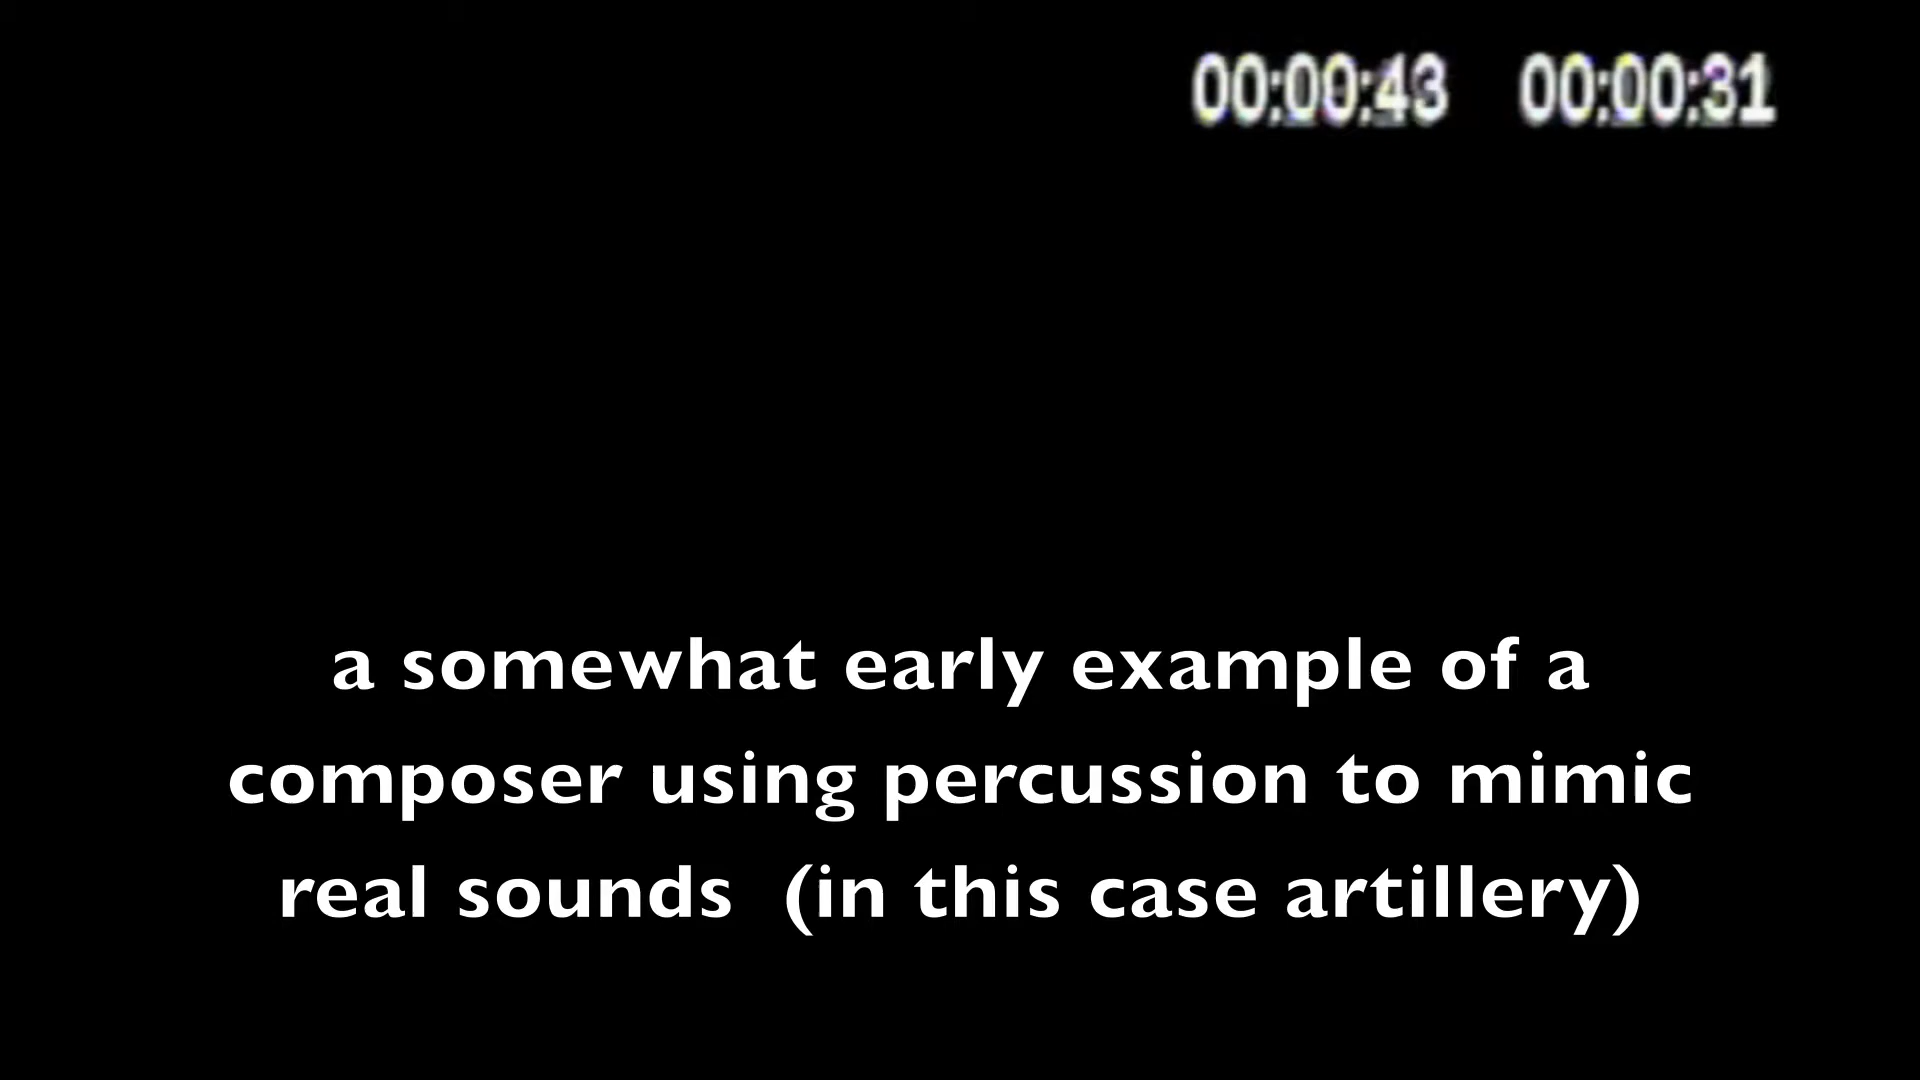 00:00:43 00:00:31
a somewhat early example of a
composer using percussion to mimic
real sounds  (in this case artillery)